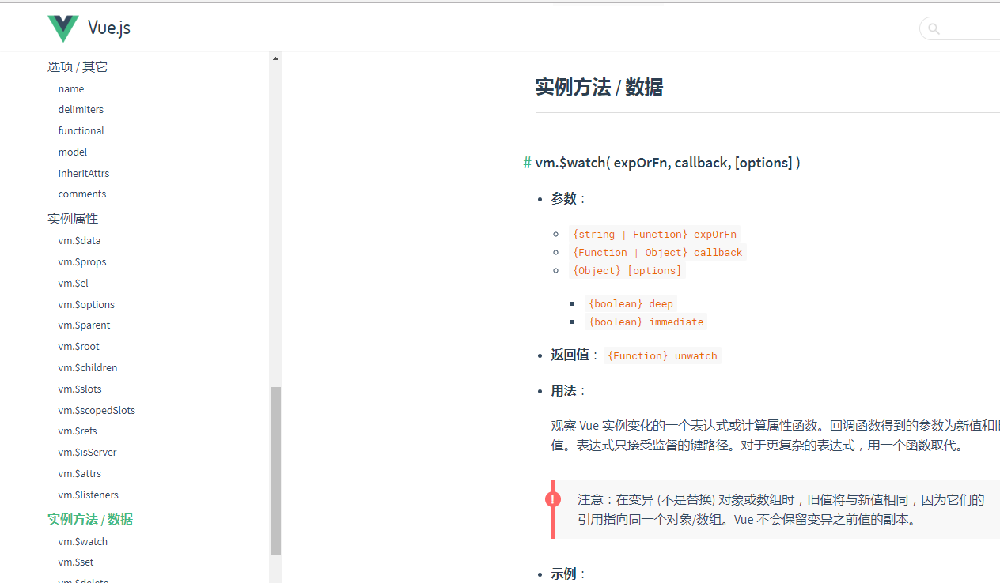 Vue.js
选项 / 其它
name
delimiters
functional
model
inheritAttrs
comments
实例属性
vm.$data
vm.$props
vm.$el
vm.$options
vm.$parent
vm.$root
vm.$children
vm.$slots
vm.$scopedSlots
vm.$refs
vm.$isServer
vm.$attrs
vm.$listeners
实例方法 / 数据
vm.$watch
vm.$set
vm.$delete
实例方法 / 数据
# vm.$watch( expOrFn, callback, [options] )
参数：
{string | Function} expOrFn
{Function | Object} callback
{Object} [options]
{boolean} deep
{boolean} immediate
返回值： {Function} unwatch
用法：
观察 Vue 实例变化的一个表达式或计算属性函数。回调函数得到的参数为新值和旧
值。表达式只接受监督的键路径。对于更复杂的表达式，用一个函数取代。
注意：在变异 (不是替换) 对象或数组时，旧值将与新值相同，因为它们的
引用指向同一个对象/数组。Vue 不会保留变异之前值的副本。
示例：